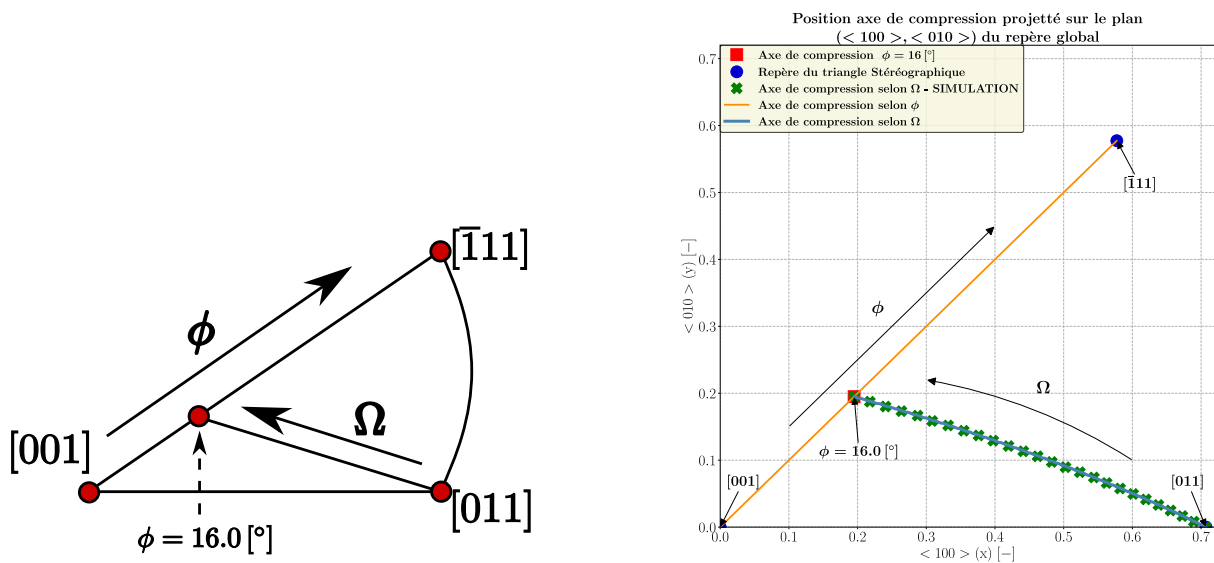 [1̅11]
ϕ
[001]
Ω
[011]
ϕ = 16.0 [°]
Position axe de compression projetté sur le plan
(< 100 >, < 010 >) du repère global
Axe de compression ϕ = 16 [°]
Repère du triangle Stéréographique
Axe de compression selon Ω - SIMULATION
Axe de compression selon ϕ
Axe de compression selon Ω
< 010 > (y) [−]
0.7
0.6
0.5
0.4
0.3
0.2
0.1
0.0
[1̅11]
ϕ
Ω
ϕ = 16.0 [°]
[001]
[011]
0.0 0.1 0.2 0.3 0.4 0.5 0.6 0.7
< 100 > (x) [−]